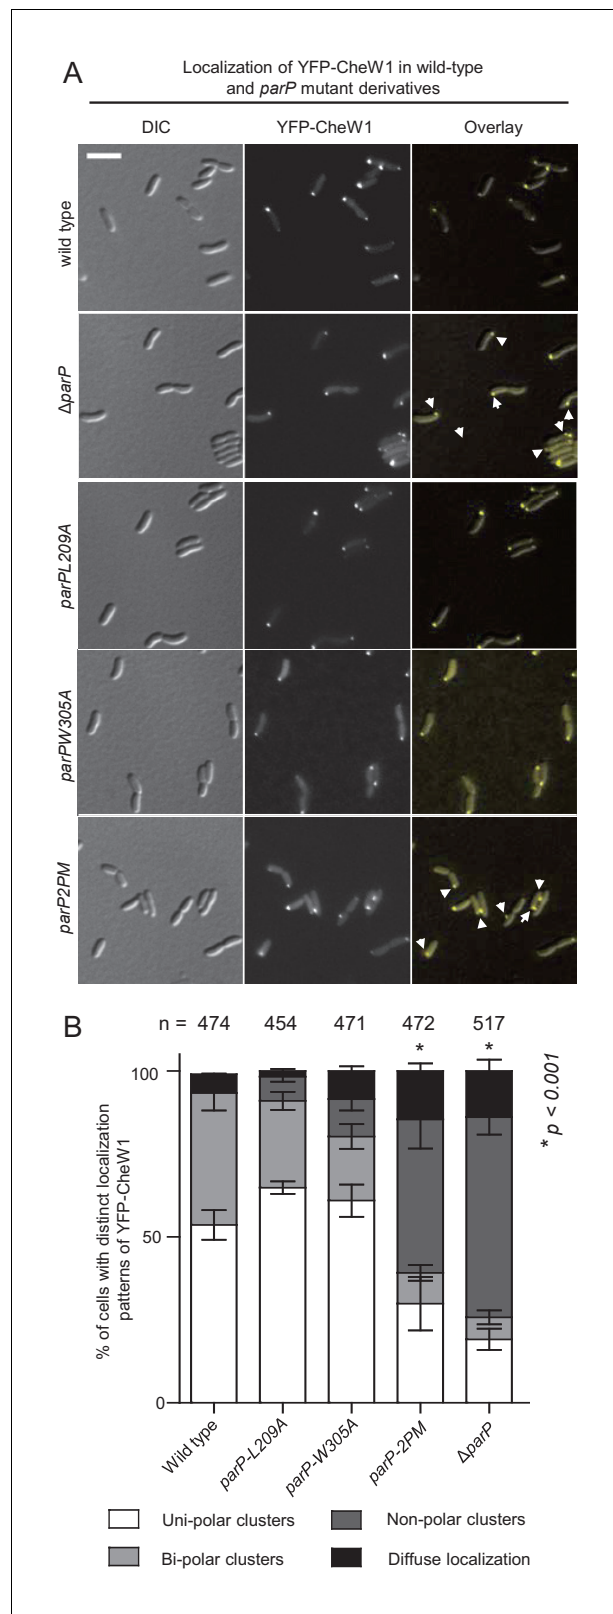 A
Localization of YFP-CheW1 in wild-type
and parP mutant derivatives
DIC YFP-CheW1 Overlay
wild type
ΔparP
parPL209A
parPW305A
parP2PM
B
n = 474 454 471 472 517
* *
* p < 0.001
100
50
0
% of cells with distinct localization
patterns of YFP-CheW1
Wild type parP-L209A parP-W305A parP-2PM ΔparP
Uni-polar clusters Non-polar clusters
Bi-polar clusters Diffuse localization